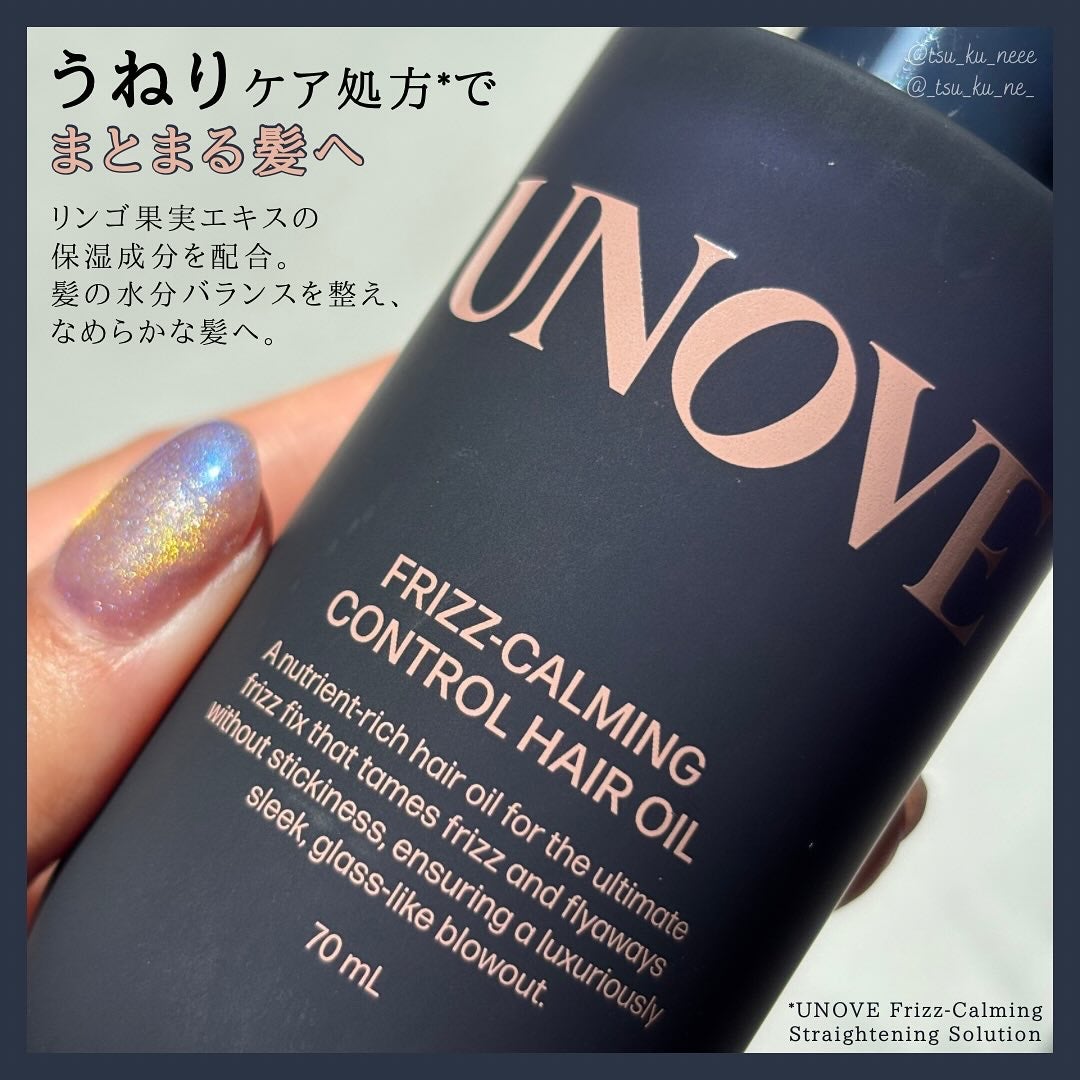 うねりケア処方*で
まとまる髪へ
リンゴ果実エキスの
保湿成分を配合。
髪の水分バランスを整え、
なめらかな髪へ。
@tsu_ku_neee
@_tsu_ku_ne_
UNOVE
FRIZZ-CALMING
CONTROL HAIR OIL
A nutrient-rich hair oil for the ultimate
frizz fix that tames frizz and flyaways
without stickiness, ensuring a luxuriously
sleek, glass-like blowout.
70 mL
*UNOVE Frizz-Calming
Straightening Solution